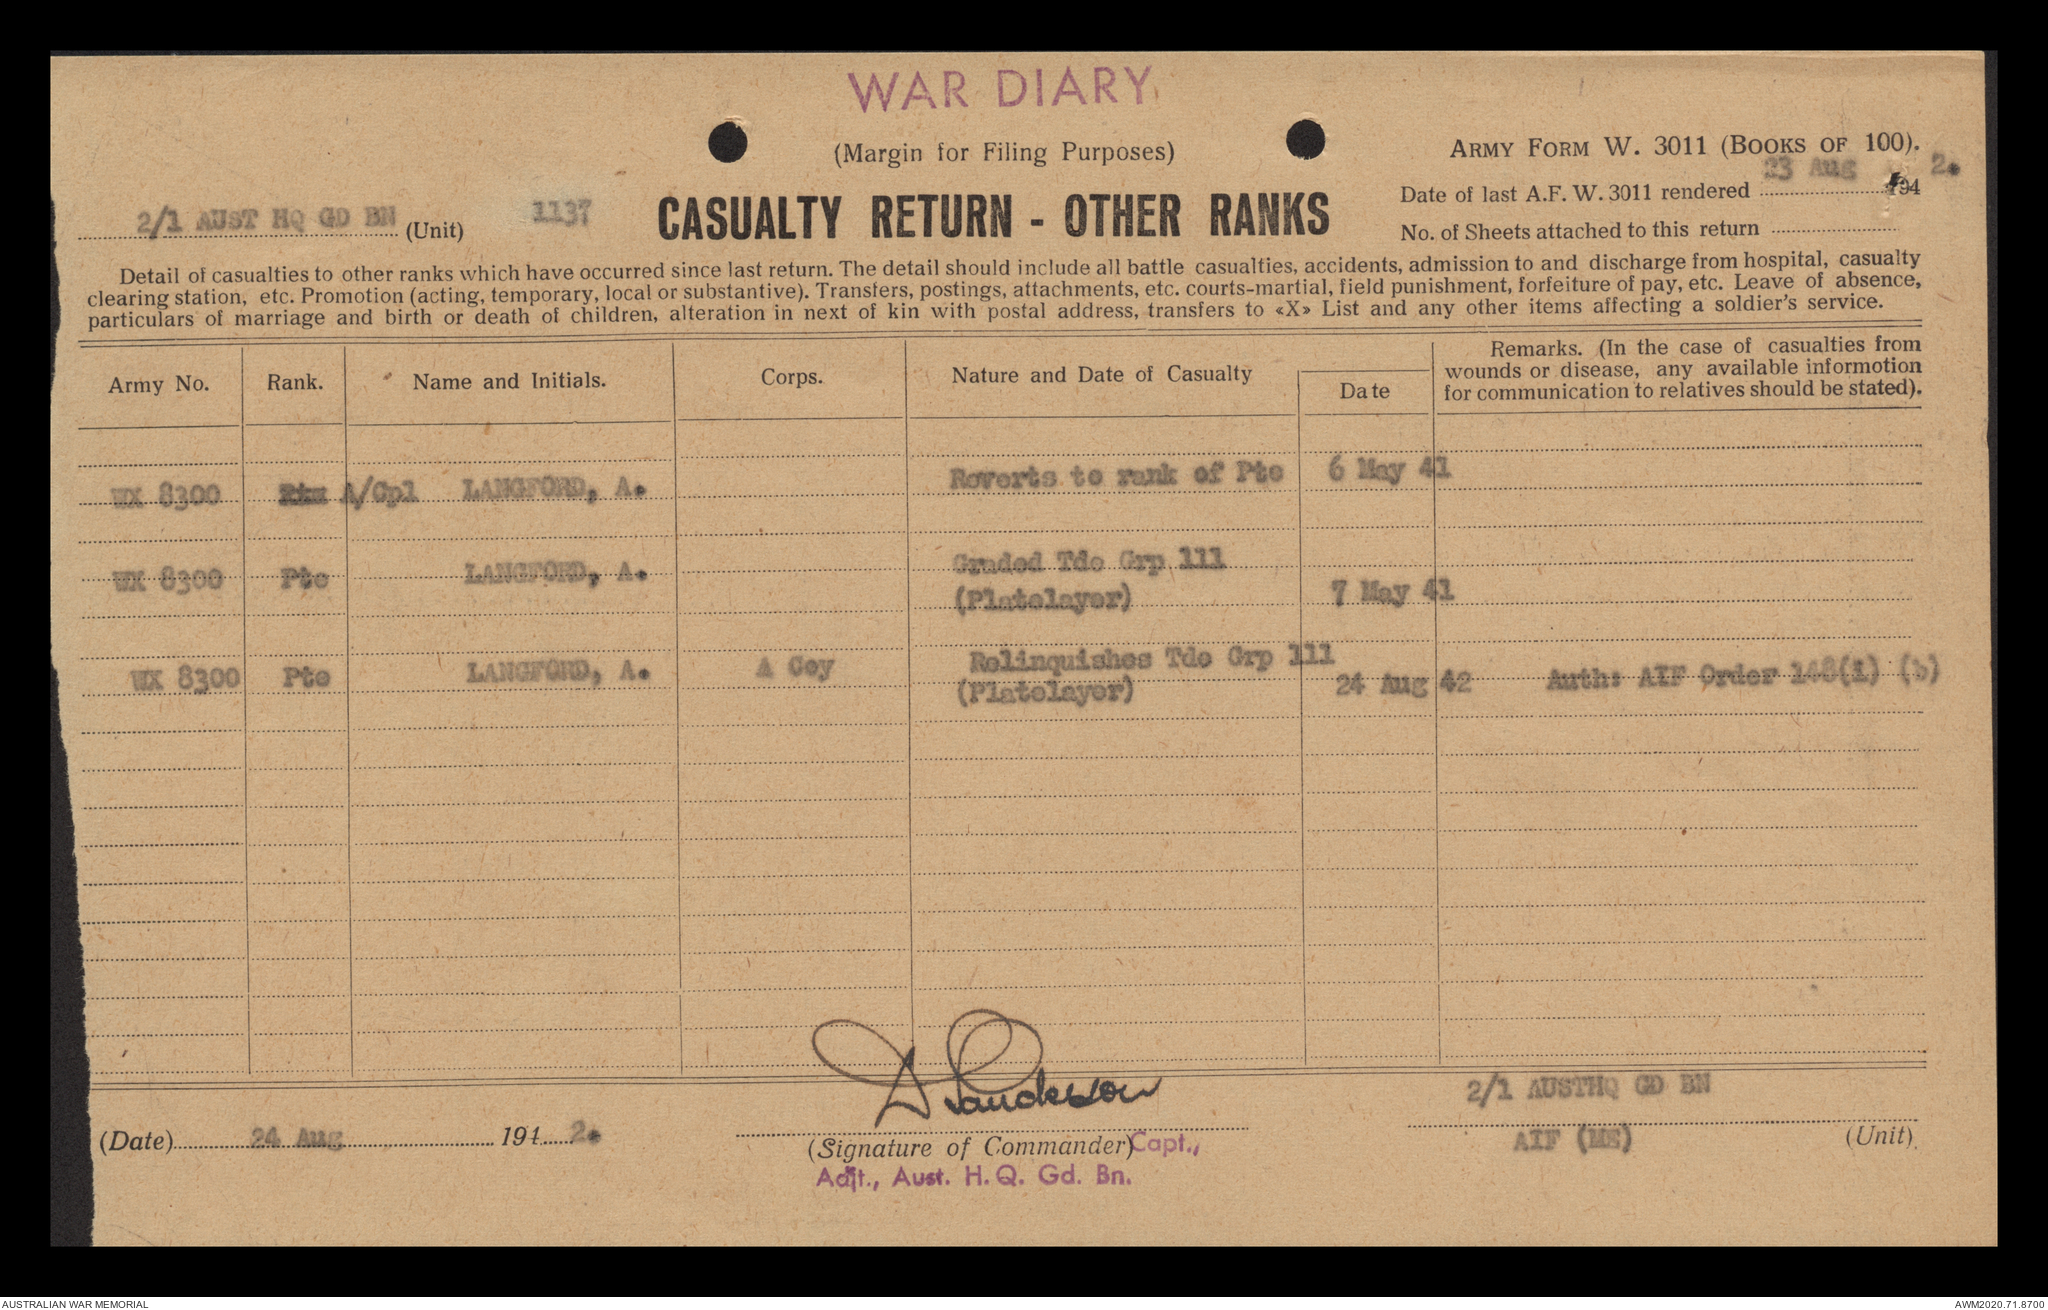 WAR DIARY
(Margin for Filing Purposes)
ARMY FORM W. 3011 (BOOKS OF 100).
23 Aug 2.
Date of last A.F. W. 3011 rendered 194
2/1 AUST HQ GD BN (Unit) 1137 CASUALTY RETURN - OTHER RANKS
No. of Sheets attached to this return
Detail of casualties to other ranks which have occurred since last return. The detail should include all battle casualties, accidents, admission to and discharge from hospital, casualty
clearing station, etc. Promotion (acting, temporary, local or substantive). Transfers, postings, attachments, etc. courts-martial, field punishment, forfeiture of pay, etc. Leave of absence,
particulars of marriage and birth or death of children, alteration in next of kin with postal address, transfers to «X» List and any other items affecting a soldier's service.
Army No. Rank. Name and Initials. Corps. Nature and Date of Casualty Date Remarks. (In the case of casualties from
wounds or disease, any available informotion
for communication to relatives should be stated).
WX 8300 A/Cpl LANGFORD, A. Reverts to rank of Pte 6 May 41
WX 8300 Pte LANGFORD, A. Graded Tde Grp 111
(Platelayer) 7 May 41
WX 8300 Pte LANGFORD, A. A Coy Relinquishes Tde Grp 111
(Platelayer) 24 Aug 42 Auth: AIF Order 148(i) (b)
2/1 AUSTHQ GD BN
(Date) 24 Aug 194 2.
(Signature of Commander) Capt., AIF (ME) (Unit)
Adjt., Aust. H.Q. Gd. Bn.
AUSTRALIAN WAR MEMORIAL AWM2020.71.8700